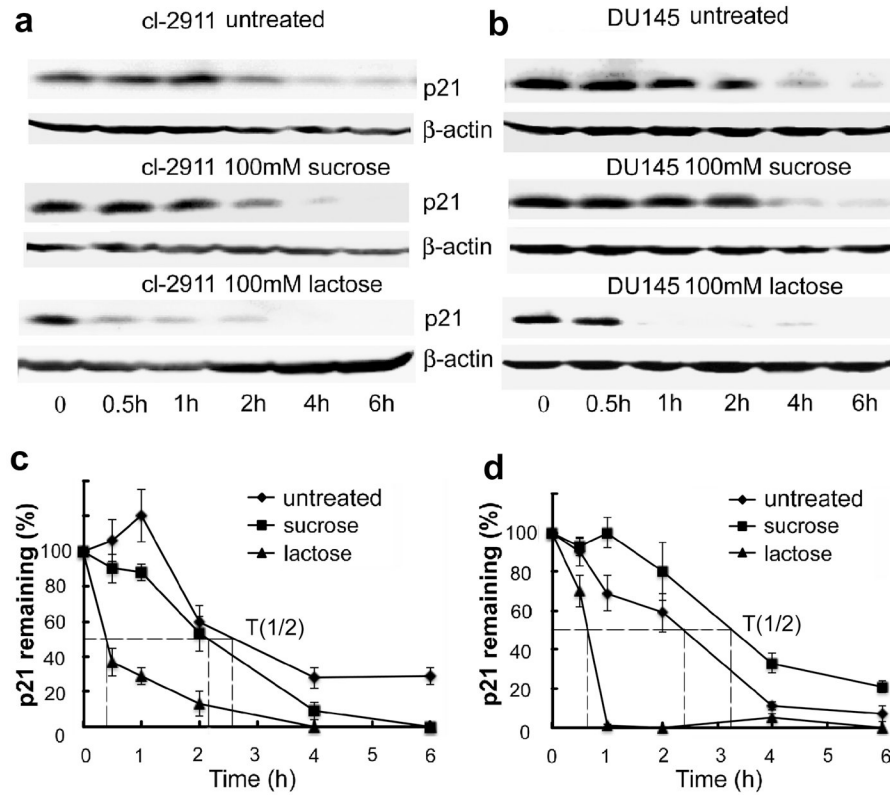 a
cl-2911 untreated
p21
β-actin
cl-2911 100mM sucrose
p21
β-actin
cl-2911 100mM lactose
p21
β-actin
0 0.5h 1h 2h 4h 6h
b
DU145 untreated
p21
β-actin
DU145 100mM sucrose
p21
β-actin
DU145 100mM lactose
p21
β-actin
0 0.5h 1h 2h 4h 6h
c
untreated
sucrose
lactose
T(1/2)
p21 remaining (%)
100
80
60
40
20
0
0 1 2 3 4 5 6
Time (h)
d
untreated
sucrose
lactose
T(1/2)
p21 remaining (%)
100
80
60
40
20
0
0 1 2 3 4 5 6
Time (h)